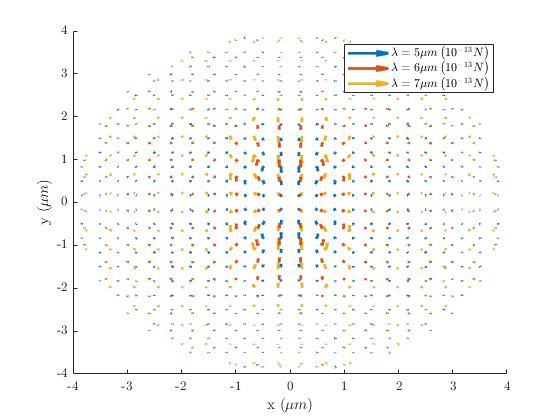 4
3
2
1
0
-1
-2
-3
-4
y (μm)
λ = 5μm (10⁻¹³N)
λ = 6μm (10⁻¹³N)
λ = 7μm (10⁻¹³N)
-4 -3 -2 -1 0 1 2 3 4
x (μm)